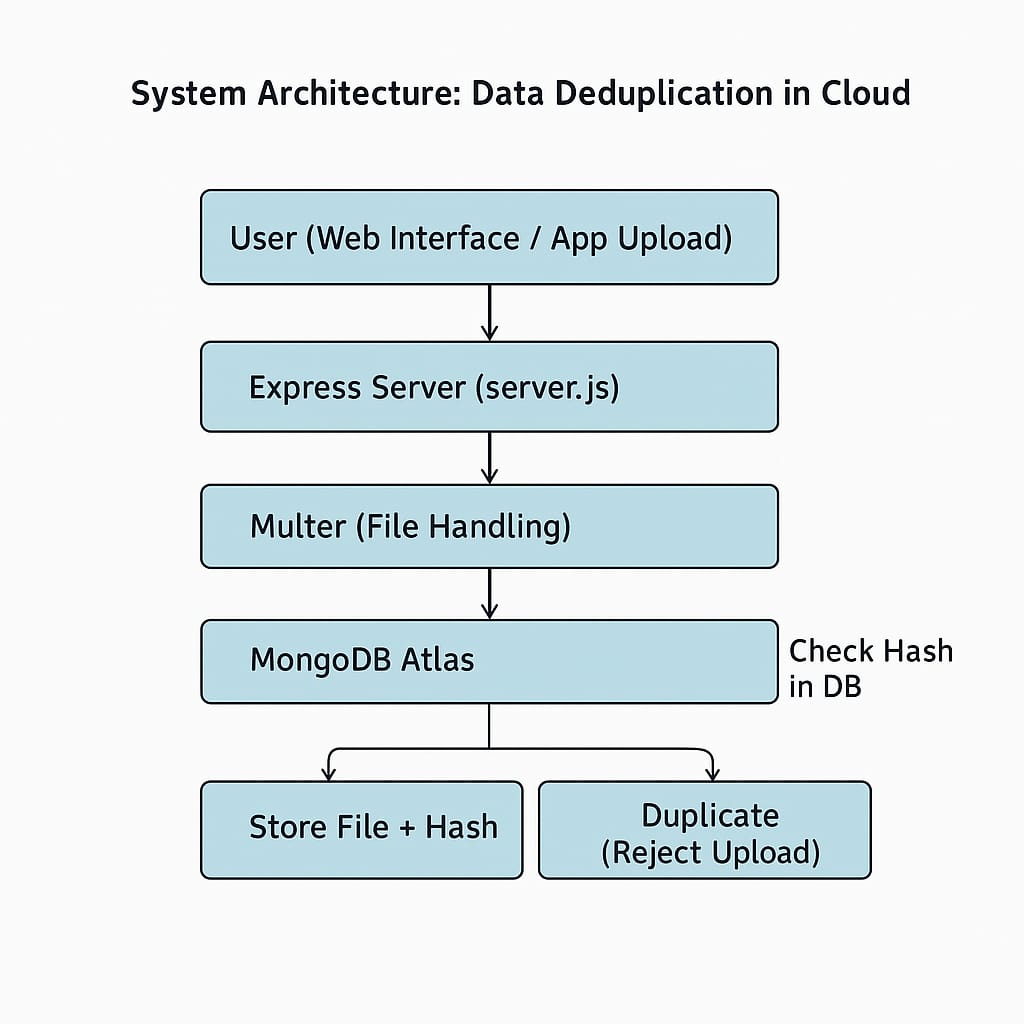 System Architecture: Data Deduplication in Cloud
User (Web Interface / App Upload)
Express Server (server.js)
Multer (File Handling)
MongoDB Atlas
Check Hash
in DB
Store File + Hash
Duplicate
(Reject Upload)